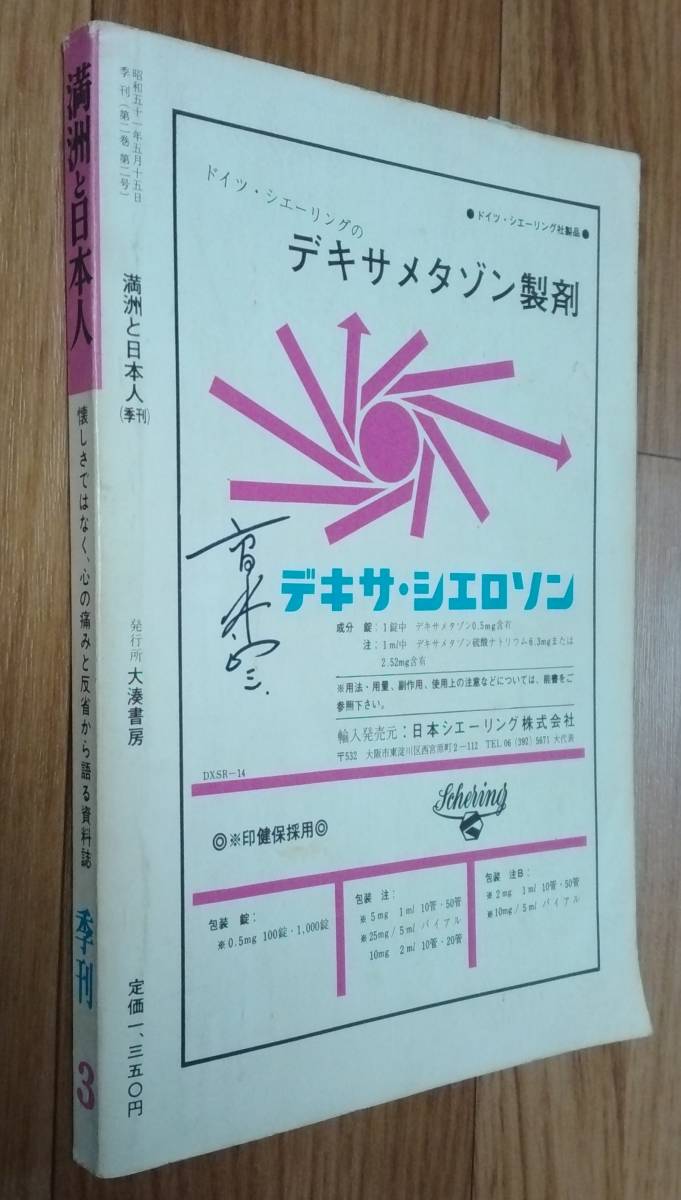 満洲と日本人
懐しさではなく、心の痛みと反省から語る資料誌
季刊
3
昭和五十一年五月十五日
季刊(第二巻 第二号)
満洲と日本人(季刊)
発行所 大湊書房
定価一、三五〇円
●ドイツ・シエーリング社製品●
ドイツ・シエーリングの
デキサメタゾン製剤
デキサ・シエロソン
成分 錠:1錠中 デキサメタゾン0.5mg含有
注:1ml中 デキサメタゾン硫酸ナトリウム6.3mgまたは
2.52mg含有
※用法・用量、副作用、使用上の注意などについては、前書をご
参照下さい。
輸入発売元:日本シエーリング株式会社
〒532 大阪市東淀川区西宮原町2-112 TEL 06 (392) 5671 大代表
DXSR-14
Schering
◎※印健保採用◎
包装 錠:
※0.5mg 100錠・1,000錠
包装 注:
※5mg 1ml 10管・50管
※25mg/5ml バイアル
10mg 2ml 10管・20管
包装 注B:
※2mg 1ml 10管・50管
※10mg/5ml バイアル